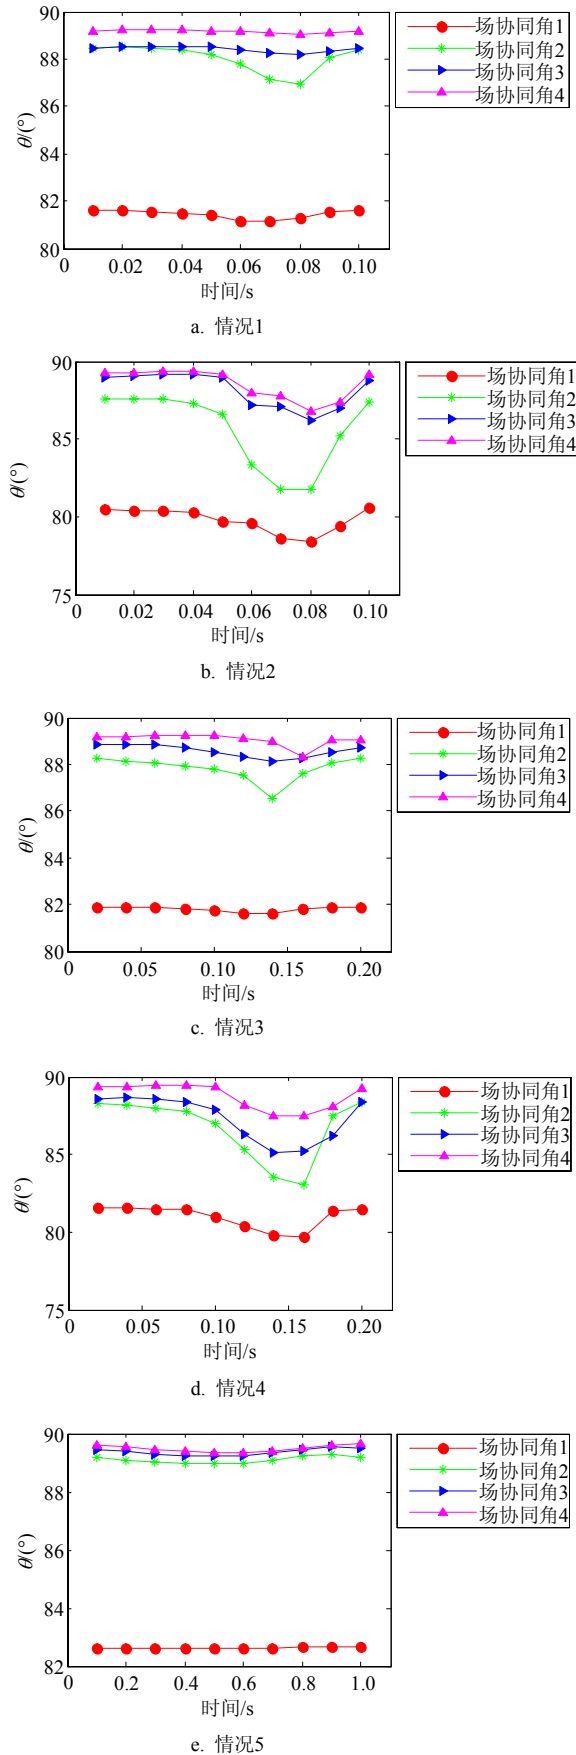 90
88
86
84
82
80
θ/(°)
0
0.02
0.04
0.06
0.08
0.10
时间/s
场协同角1
场协同角2
场协同角3
场协同角4
a. 情况1
90
85
80
75
θ/(°)
0
0.02
0.04
0.06
0.08
0.10
时间/s
场协同角1
场协同角2
场协同角3
场协同角4
b. 情况2
90
88
86
84
82
80
θ/(°)
0
0.05
0.10
0.15
0.20
时间/s
场协同角1
场协同角2
场协同角3
场协同角4
c. 情况3
90
85
80
75
θ/(°)
0
0.05
0.10
0.15
0.20
时间/s
场协同角1
场协同角2
场协同角3
场协同角4
d. 情况4
90
88
86
84
82
θ/(°)
0
0.2
0.4
0.6
0.8
1.0
时间/s
场协同角1
场协同角2
场协同角3
场协同角4
e. 情况5